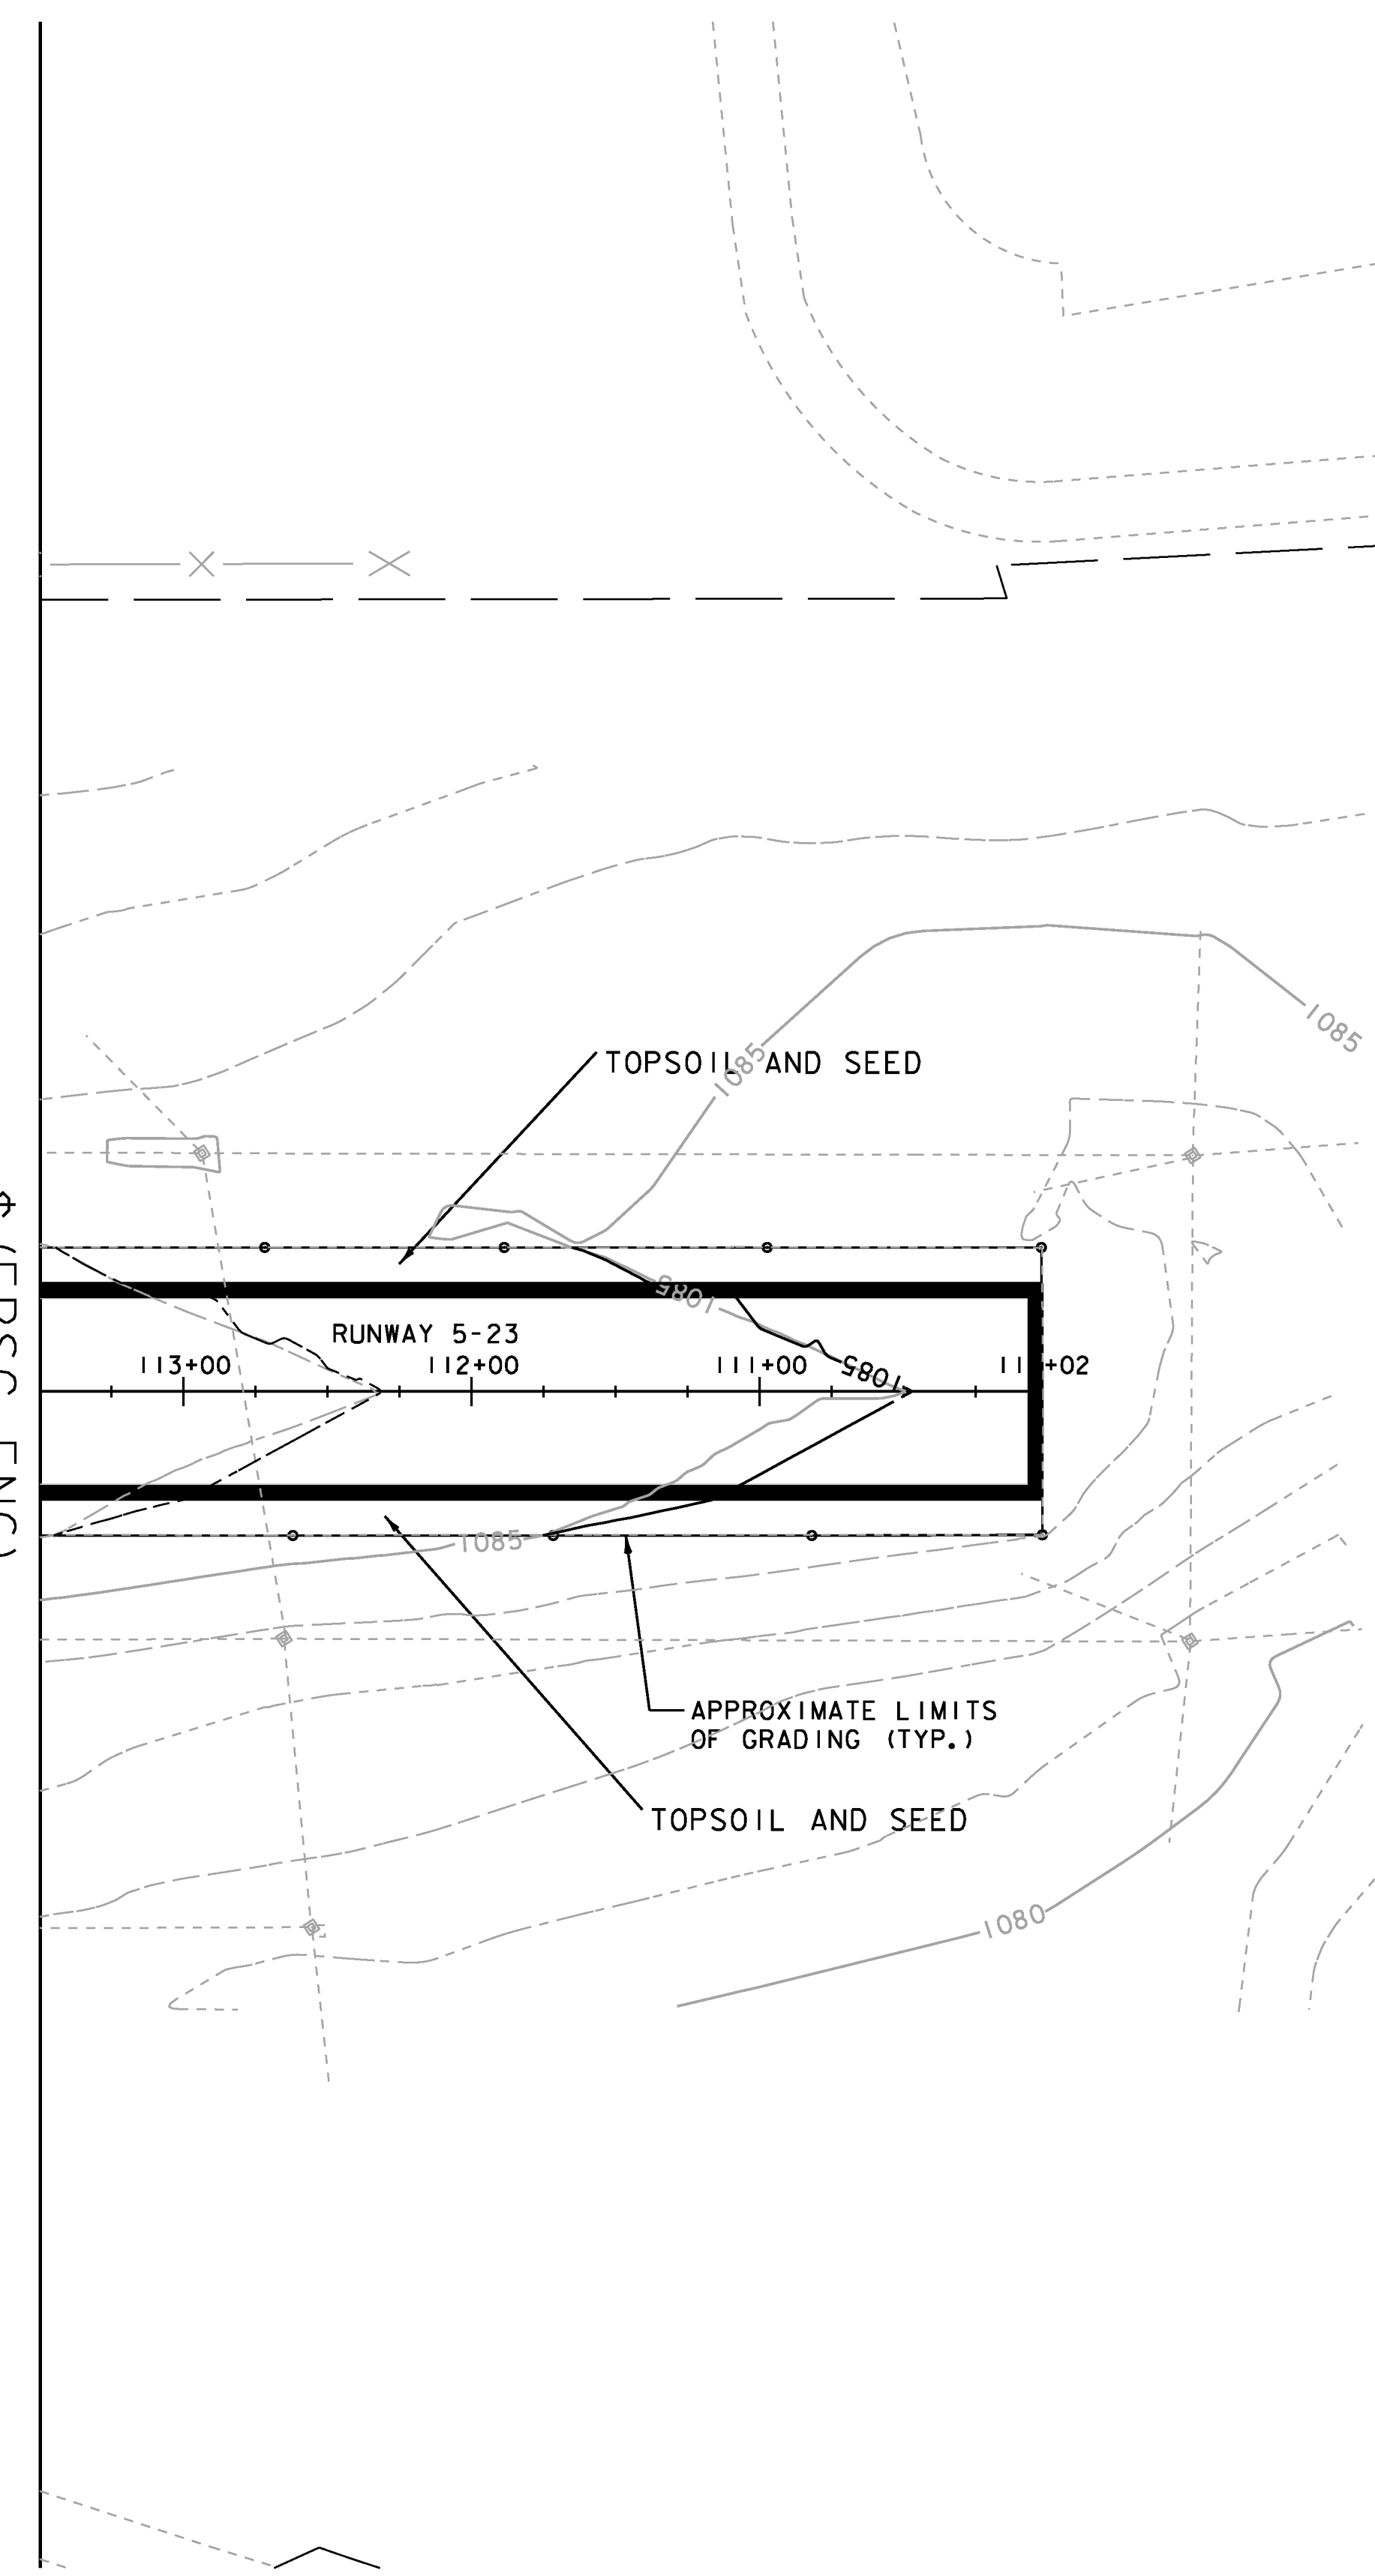 1085
TOPSOIL AND SEED
1085
1085
RUNWAY 5-23
113+00
112+00
111+00
1085
1085
APPROXIMATE LIMITS
OF GRADING (TYP.)
TOPSOIL AND SEED
1080